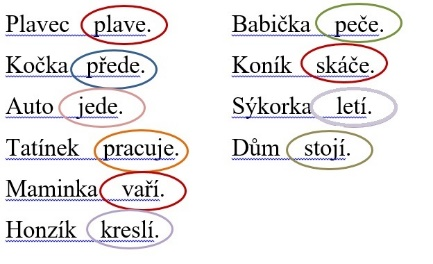 Plavec plave.
Kočka přede.
Auto jede.
Tatínek pracuje.
Maminka vaří.
Honzík kreslí.
Babička peče.
Koník skáče.
Sýkorka letí.
Dům stojí.